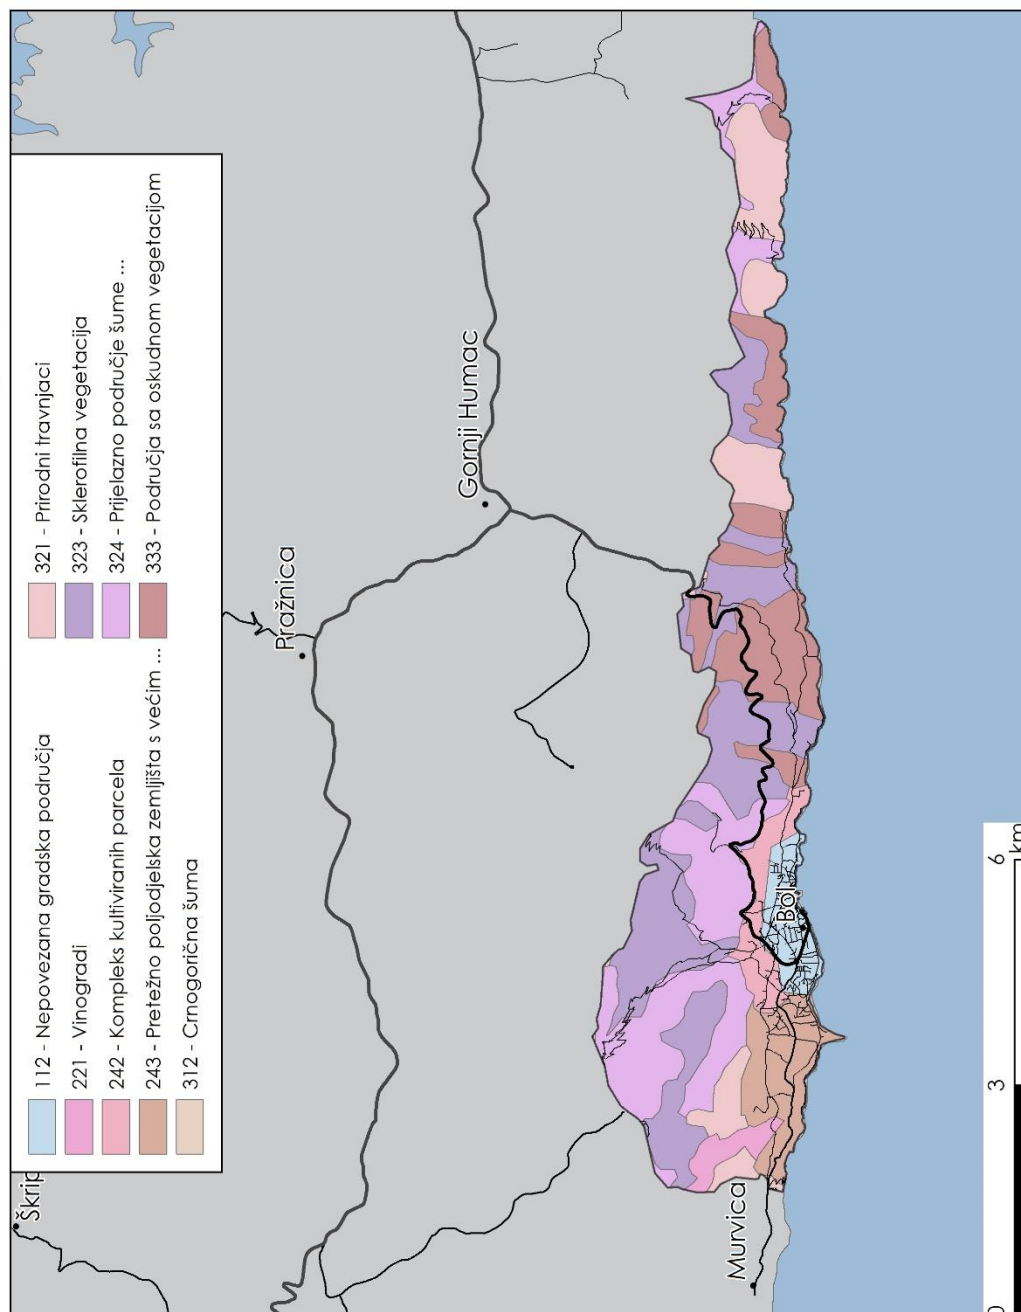 112 - Nepovezana gradska područja
221 - Vinogradi
242 - Kompleks kultiviranih parcela
243 - Pretežno poljodjelska zemljišta s većim ...
312 - Crnogorična šuma
321 - Prirodni travnjaci
323 - Sklerofilna vegetacija
324 - Prijelazno područje šume ...
333 - Područja sa oskudnom vegetacijom
Škrip
Pražnica
Gornji Humac
Murvica
Bol
0
3
6
km